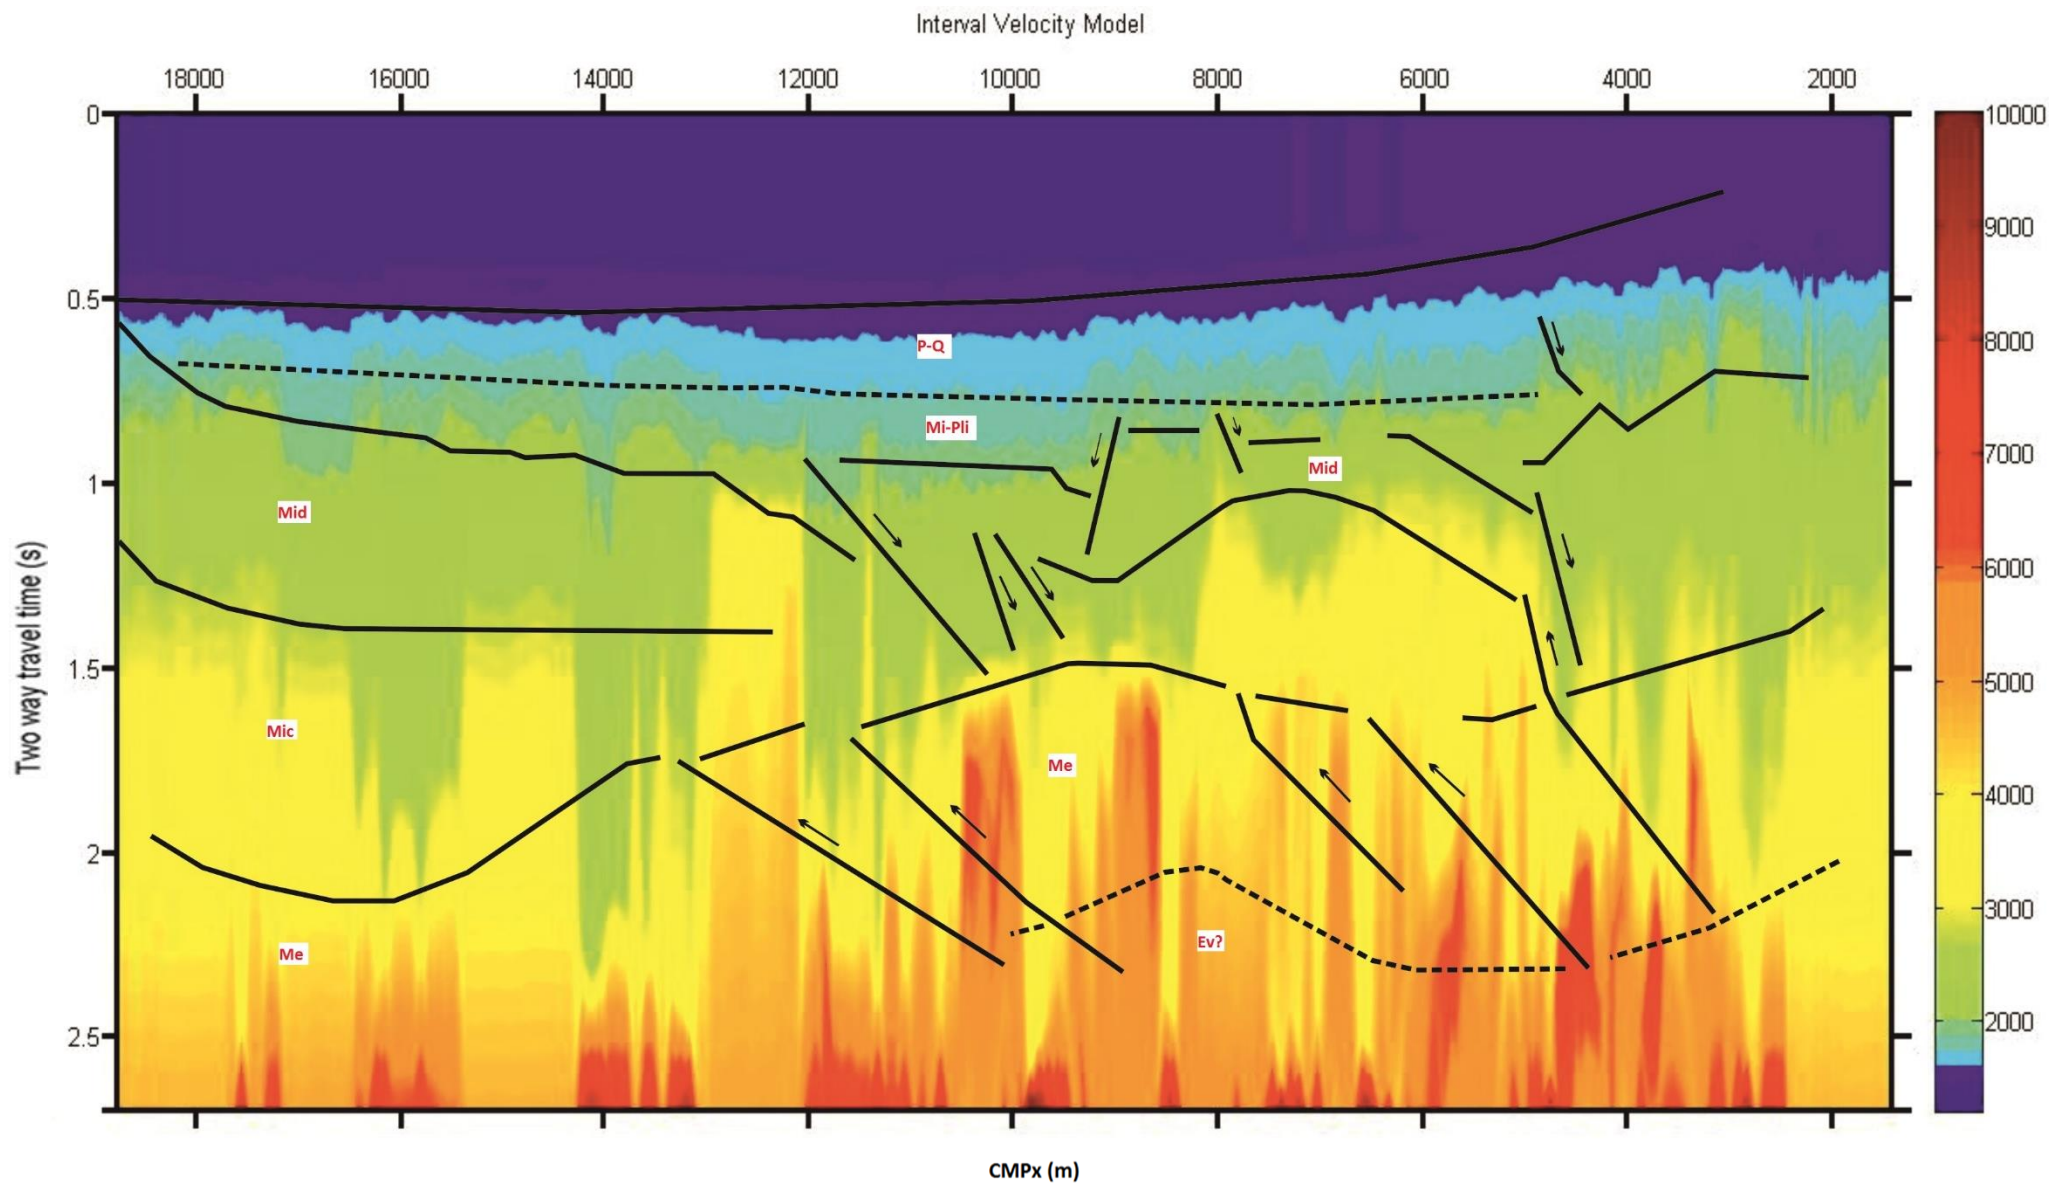 Interval Velocity Model
18000 16000 14000 12000 10000 8000 6000 4000 2000
0
0.5
1
1.5
2
2.5
Two way travel time (s)
P-Q
Mi-Pli
Mid
Mid
Mic
Me
Me
Ev?
10000
9000
8000
7000
6000
5000
4000
3000
2000
CMPx (m)